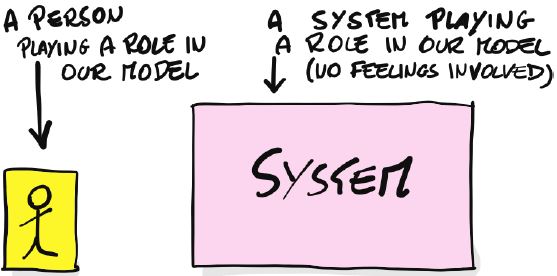 A PERSON
PLAYING A ROLE IN
OUR MODEL
A SYSTEM PLAYING
A ROLE IN OUR MODEL
(NO FEELINGS INVOLVED)
SYSTEM